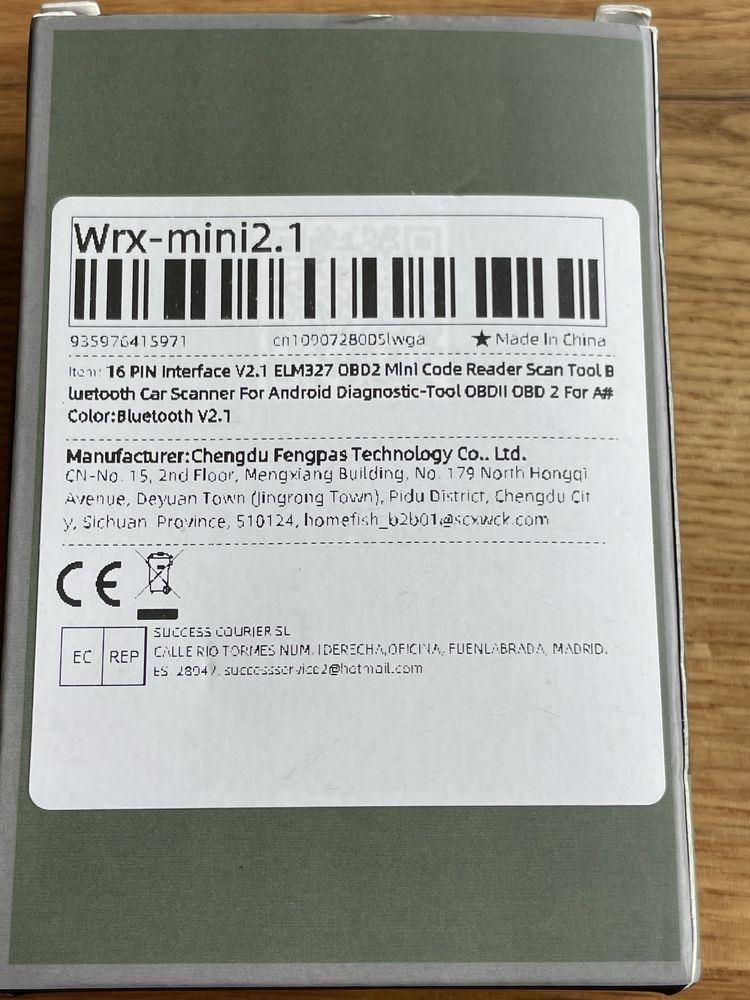 Wrx-mini2.1
935976415971 cn1090728005lwga ★ Made In China
Item: 16 PIN Interface V2.1 ELM327 OBD2 Mini Code Reader Scan Tool B
luetooth Car Scanner For Android Diagnostic-Tool OBDII OBD 2 For A#
Color:Bluetooth V2.1
Manufacturer:Chengdu Fengpas Technology Co.. Ltd.
CN-No. 15, 2nd Floor, Mengxiang Building, No. 179 North Hongqi
Avenue, Deyuan Town (Jingrong Town), Pidu District, Chengdu Cit
y, Sichuan Province, 510124, homefish_b2b01@scxwck.com
CE
EC REP
SUCCESS COURIER SL
CALLE RIO TORMES NUM. 1DERECHA,OFICINA, FUENLABRADA, MADRID,
ES, 28947, successservice2@hotmail.com